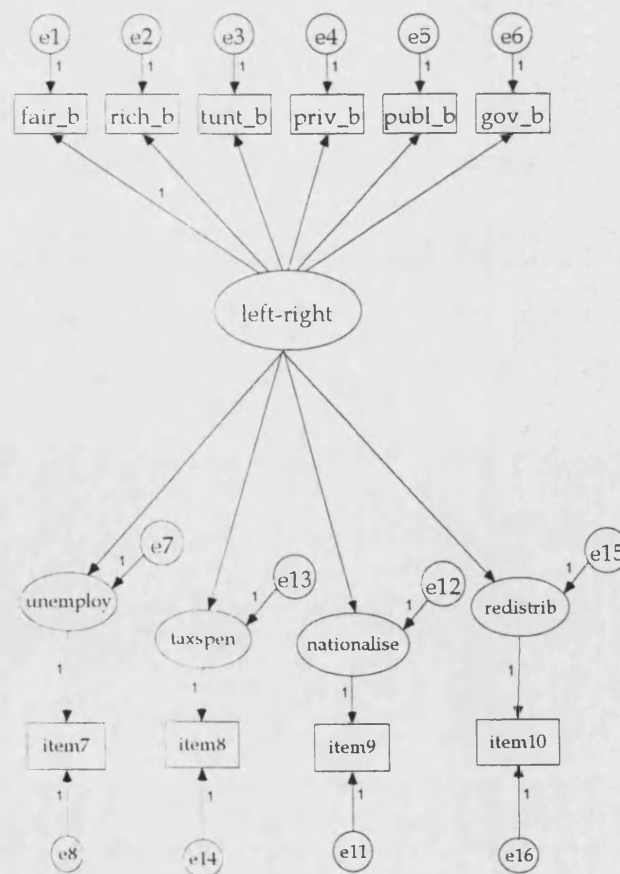 e1 e2 e3 e4 e5 e6
1 1 1 1 1 1
fair_b rich_b tunt_b priv_b publ_b gov_b
1
left-right
e7 e13 e12 e15
1 1 1 1
unemploy taxspen nationalise redistrib
1 1 1 1
item7 item8 item9 item10
1 1 1 1
e8 e14 e11 e16